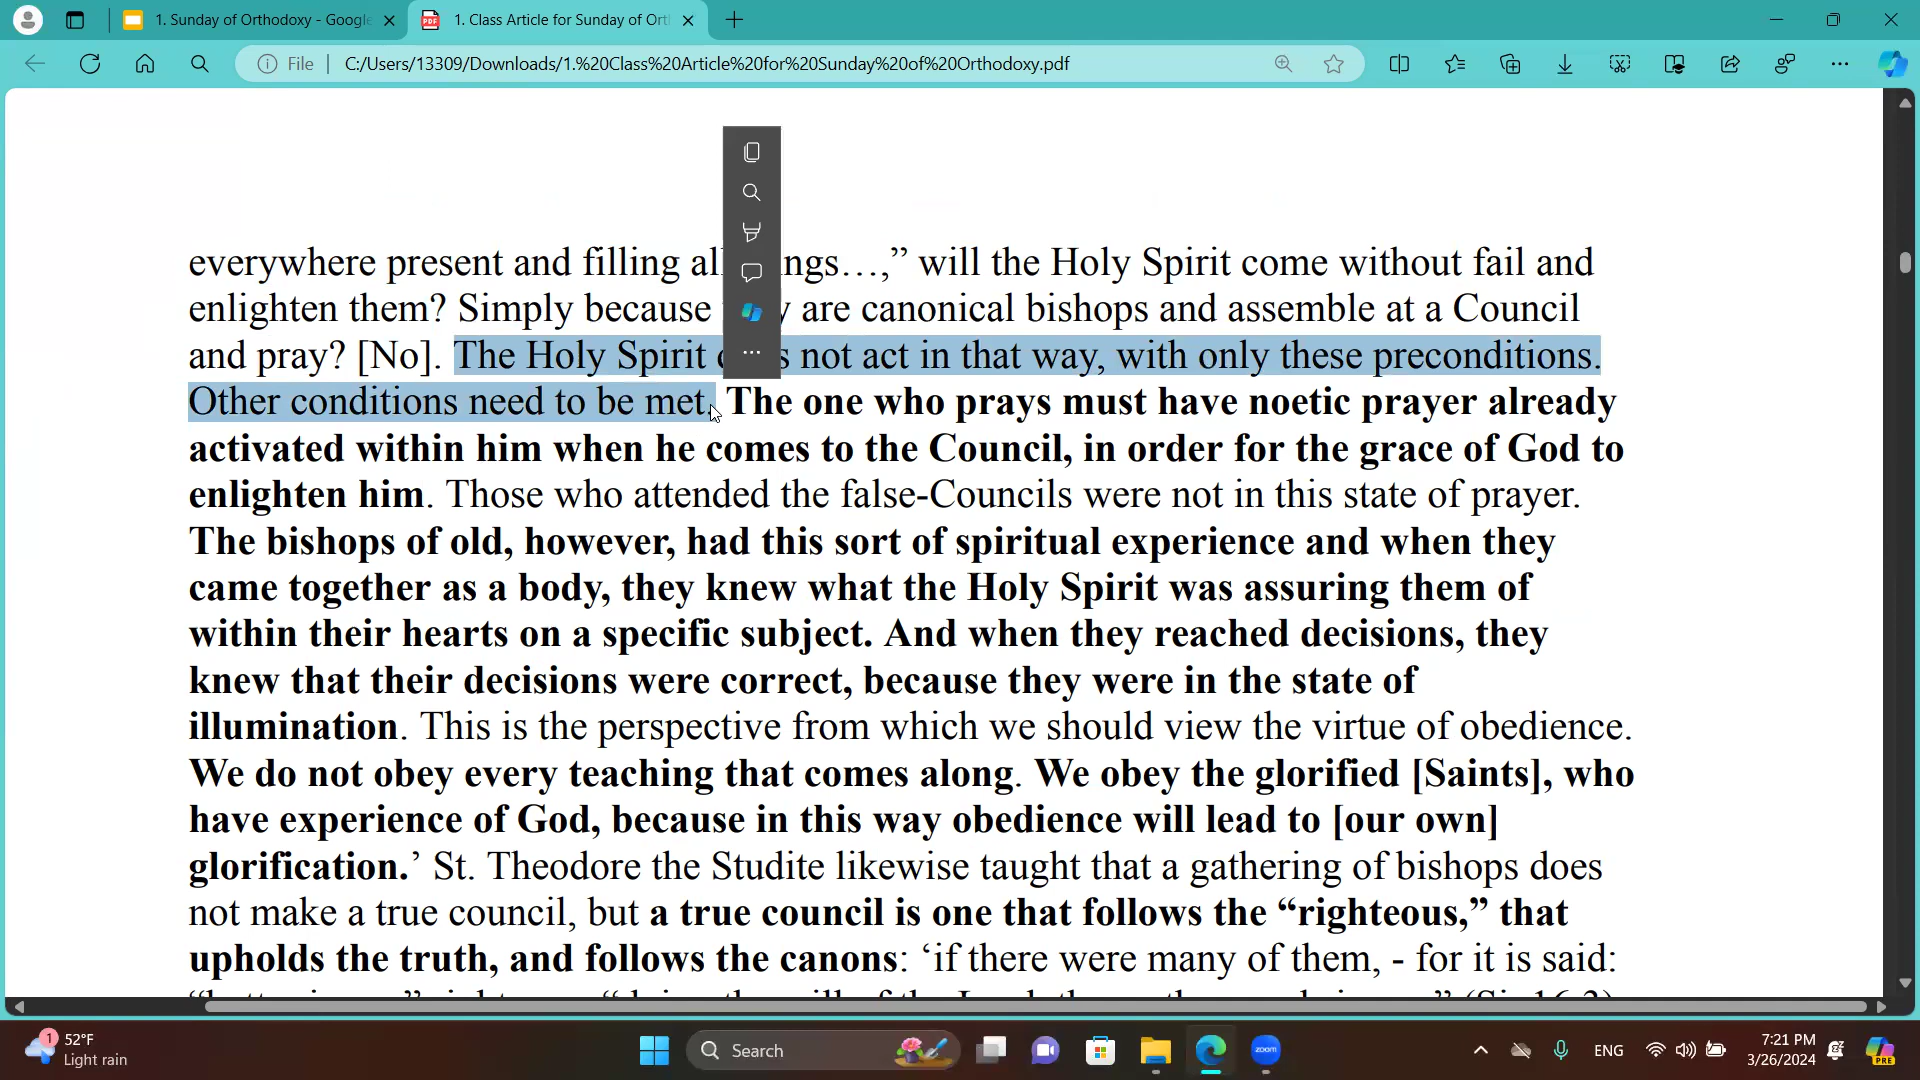 1. Sunday of Orthodoxy - Google
1. Class Article for Sunday of Ort
File
C:/Users/13309/Downloads/1.%20Class%20Article%20for%20Sunday%20of%20Orthodoxy.pdf
everywhere present and filling al ngs…,” will the Holy Spirit come without fail and
enlighten them? Simply because y are canonical bishops and assemble at a Council
and pray? [No]. The Holy Spirit s not act in that way, with only these preconditions.
Other conditions need to be met. The one who prays must have noetic prayer already
activated within him when he comes to the Council, in order for the grace of God to
enlighten him. Those who attended the false-Councils were not in this state of prayer.
The bishops of old, however, had this sort of spiritual experience and when they
came together as a body, they knew what the Holy Spirit was assuring them of
within their hearts on a specific subject. And when they reached decisions, they
knew that their decisions were correct, because they were in the state of
illumination. This is the perspective from which we should view the virtue of obedience.
We do not obey every teaching that comes along. We obey the glorified [Saints], who
have experience of God, because in this way obedience will lead to [our own]
glorification.’ St. Theodore the Studite likewise taught that a gathering of bishops does
not make a true council, but a true council is one that follows the “righteous,” that
upholds the truth, and follows the canons: ‘if there were many of them, - for it is said:
1
52°F
Light rain
Search
zoom
ENG
7:21 PM
3/26/2024
PRE